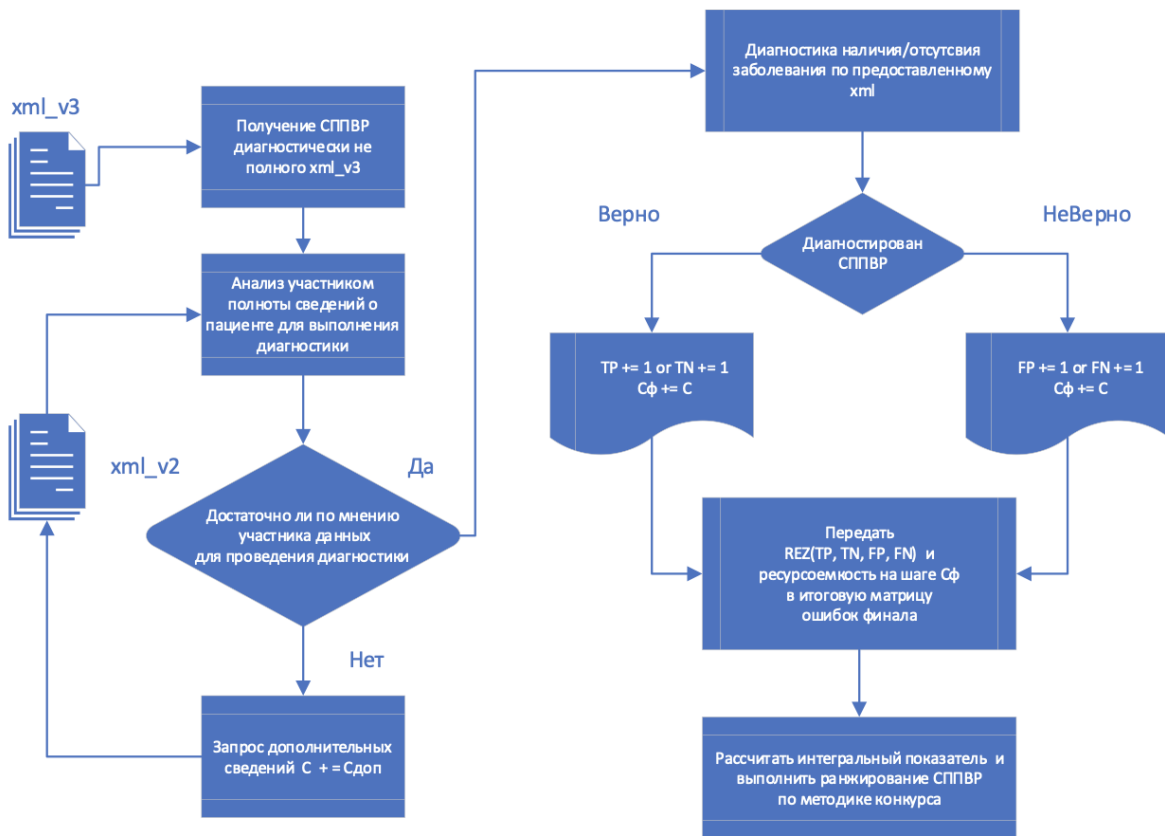 xml_v3
Получение СППВР
диагностически не
полного xml_v3
Анализ участником
полноты сведений о
пациенте для выполнения
диагностики
xml_v2
Да
Достаточно ли по мнению
участника данных
для проведения диагностики
Нет
Запрос дополнительных
сведений С + = Сдоп
Диагностика наличия/отсутсвия
заболевания по предоставленному
xml
Верно
НеВерно
Диагностирован
СППВР
TP += 1 or TN += 1
Сф += С
FP += 1 or FN += 1
Сф += С
Передать
REZ(TP, TN, FP, FN) и
ресурсоемкость на шаге Сф
в итоговую матрицу
ошибок финала
Рассчитать интегральный показатель и
выполнить ранжирование СППВР
по методике конкурса